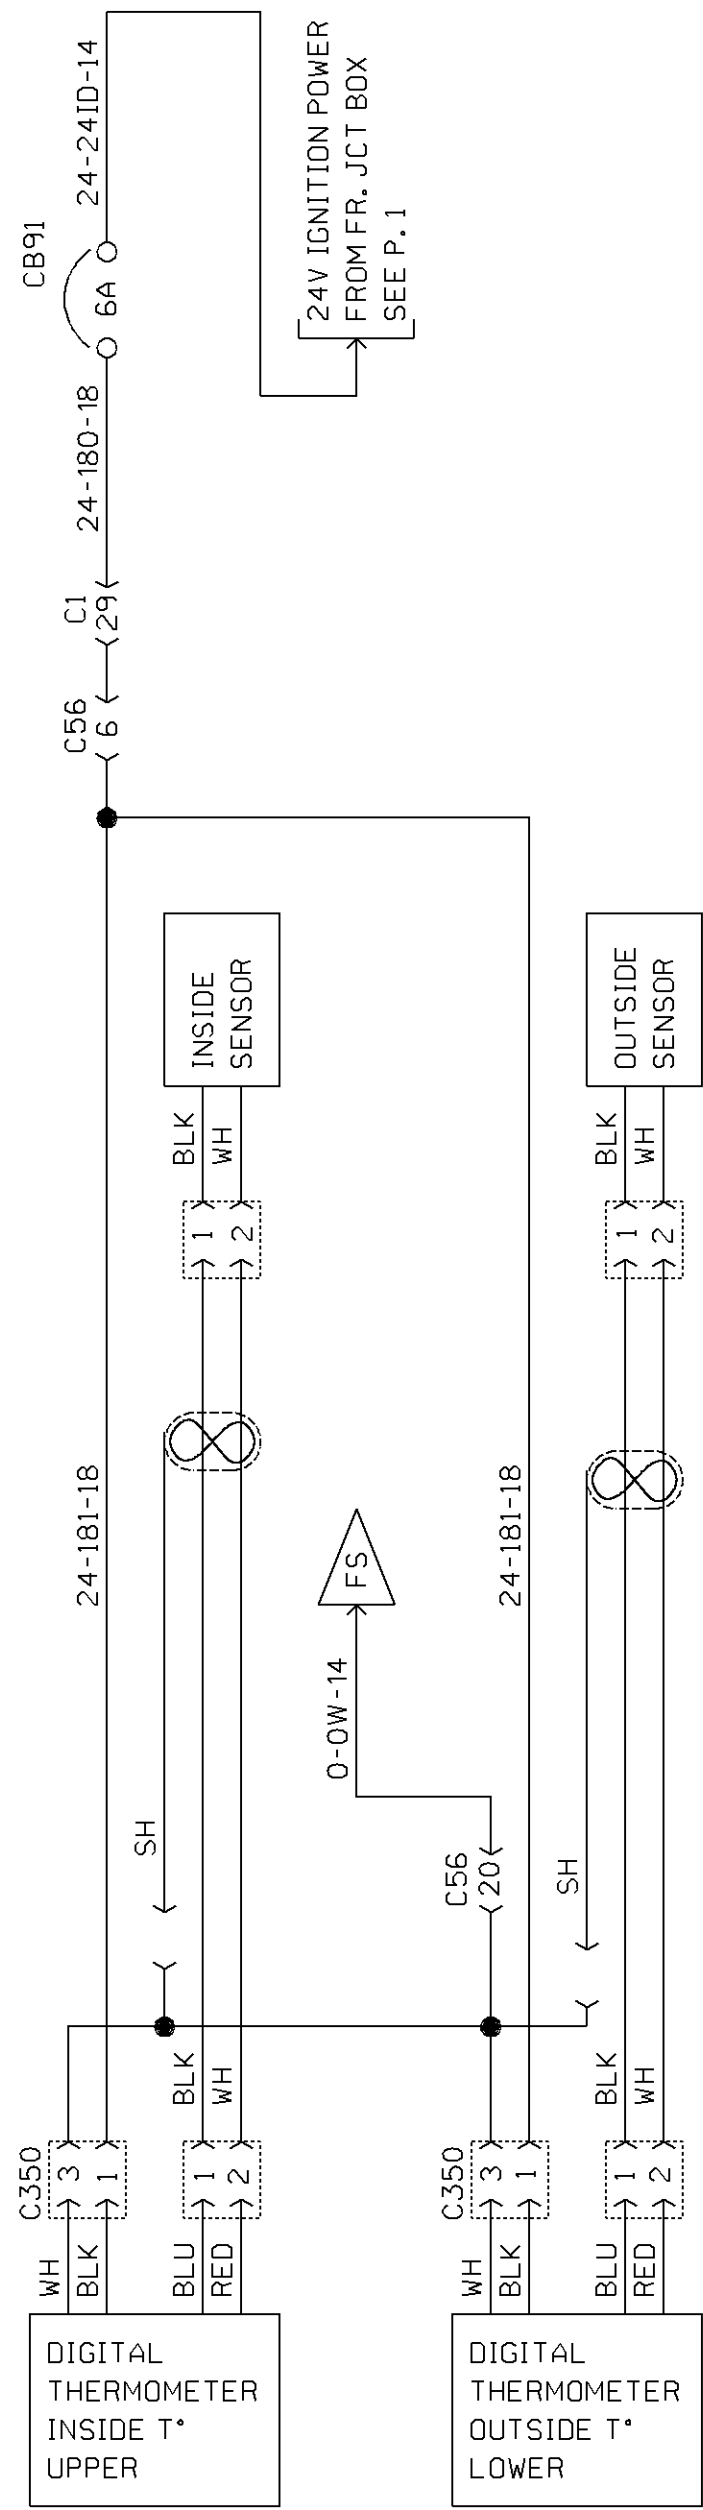 24-24ID-14
CB91
6A
24V IGNITION POWER
FROM FR. JCT BOX
SEE P. 1
24-180-18
C1
29
C56
6
INSIDE
SENSOR
OUTSIDE
SENSOR
BLK
WH
BLK
WH
1
2
1
2
24-181-18
24-181-18
FS
0-0W-14
SH
C56
20
SH
BLK
WH
BLK
WH
C350
3
1
1
2
C350
3
1
1
2
WH
BLK
BLU
RED
WH
BLK
BLU
RED
DIGITAL
THERMOMETER
INSIDE T°
UPPER
DIGITAL
THERMOMETER
OUTSIDE T°
LOWER